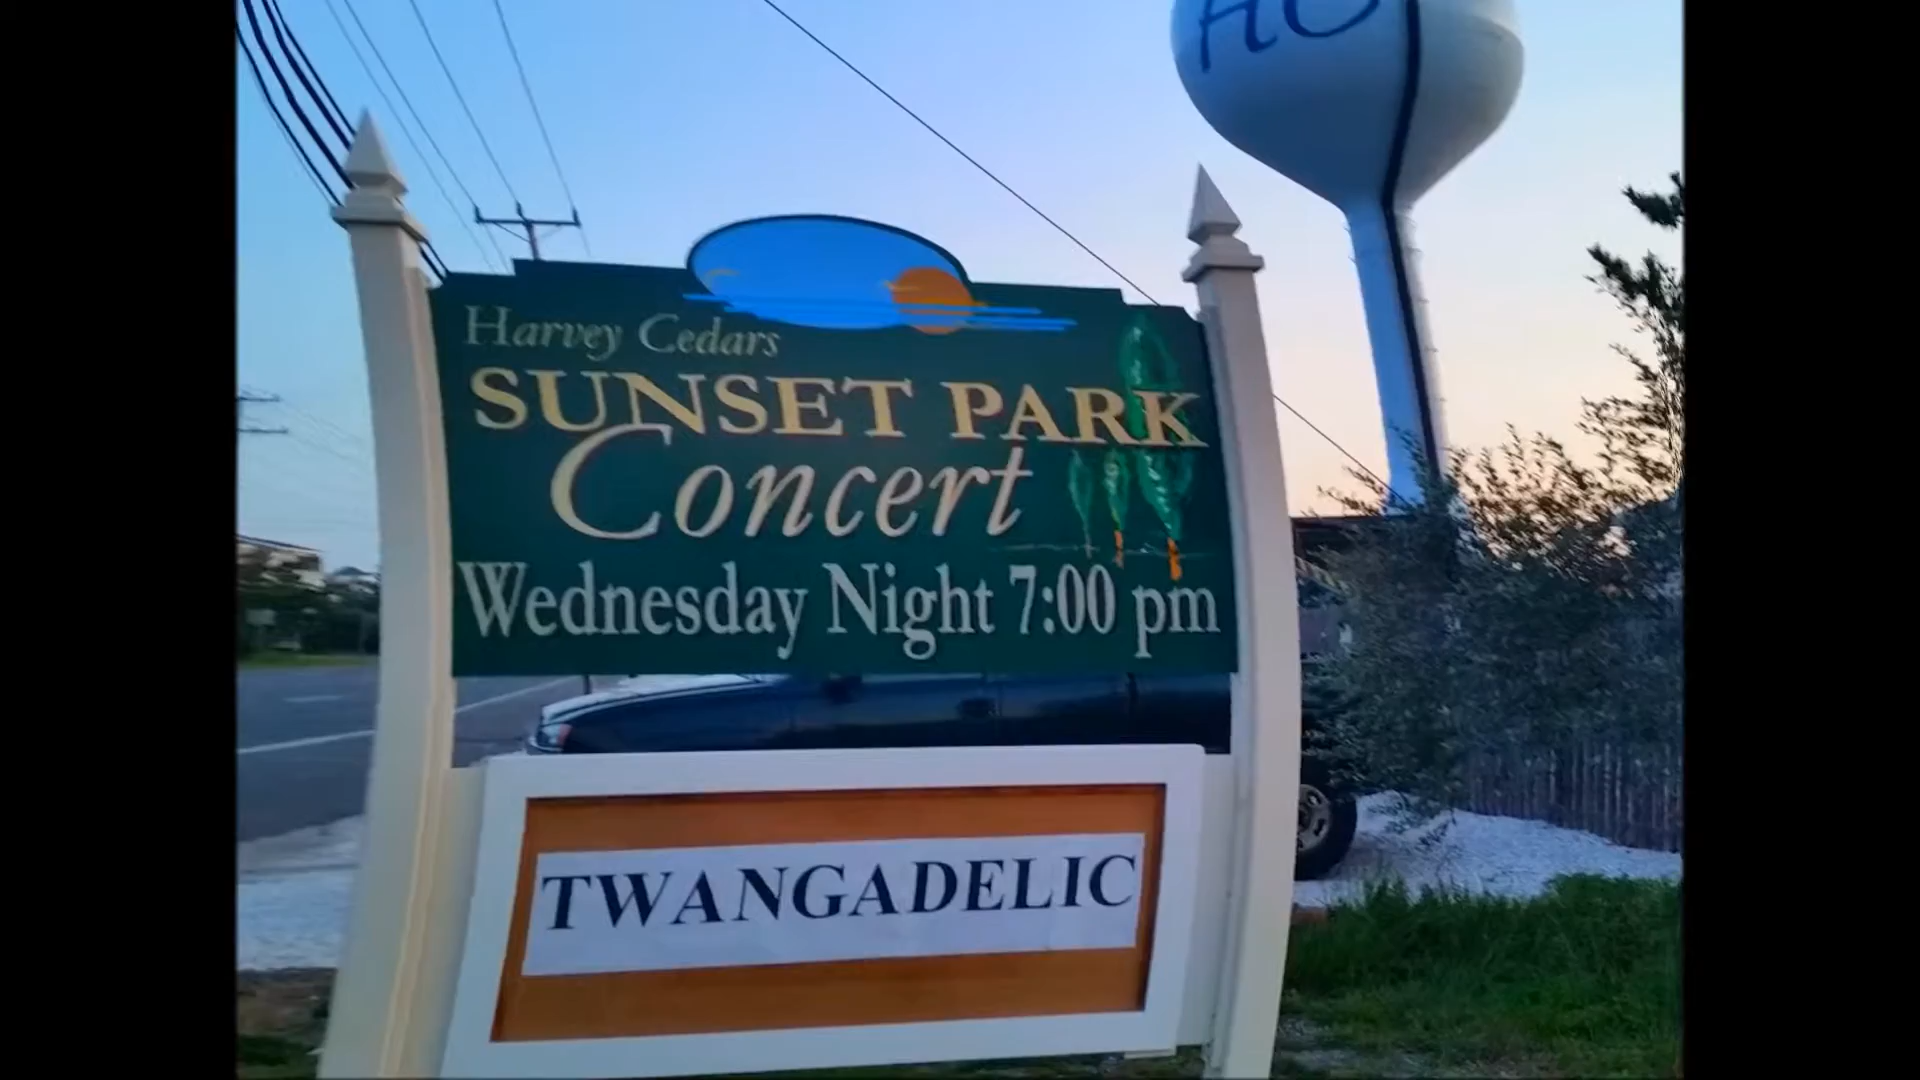 Harvey Cedars
SUNSET PARK
Concert
Wednesday Night 7:00 pm
TWANGADELIC